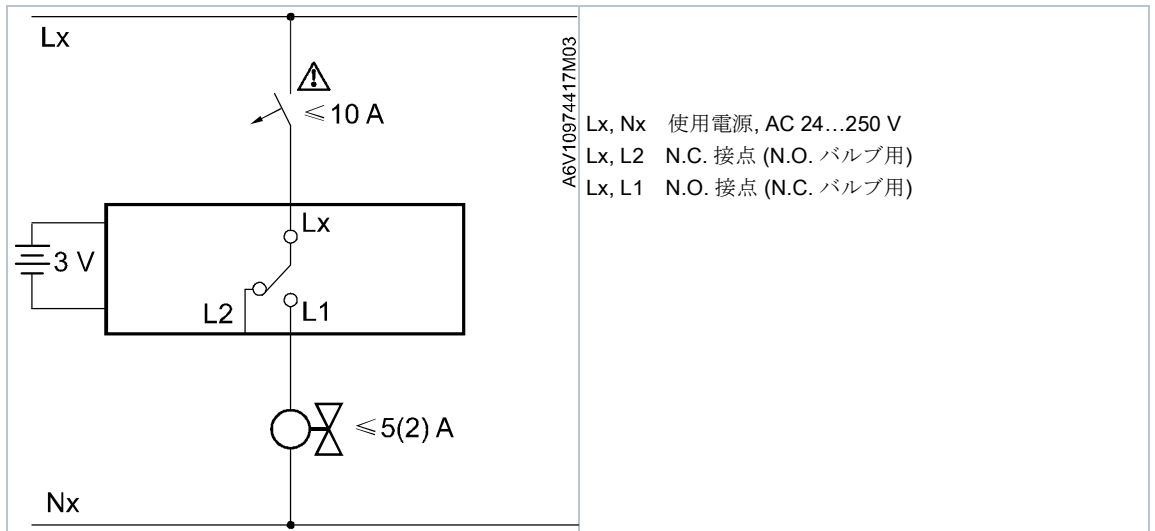 Lx
≤10 A
Lx
3 V
L2
L1
≤5(2) A
Nx
A6V10974417M03
Lx, Nx 使用電源, AC 24…250 V
Lx, L2 N.C. 接点 (N.O. バルブ用)
Lx, L1 N.O. 接点 (N.C. バルブ用)